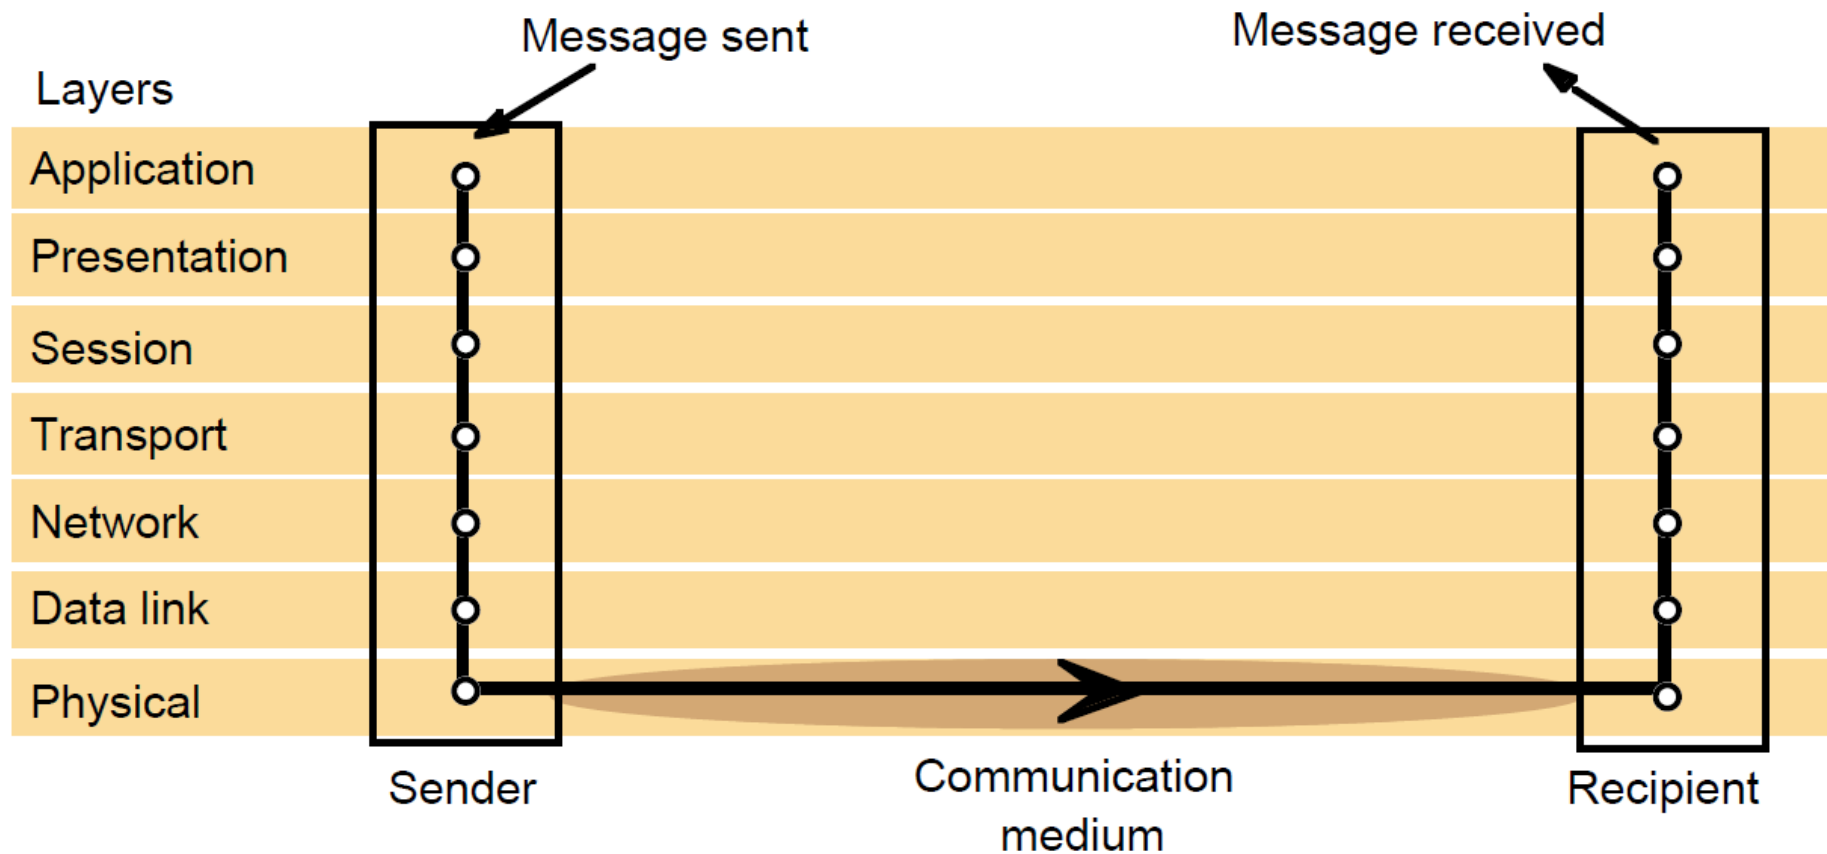 Message sent
Message received
Layers
Application
Presentation
Session
Transport
Network
Data link
Physical
Sender
Communication
medium
Recipient